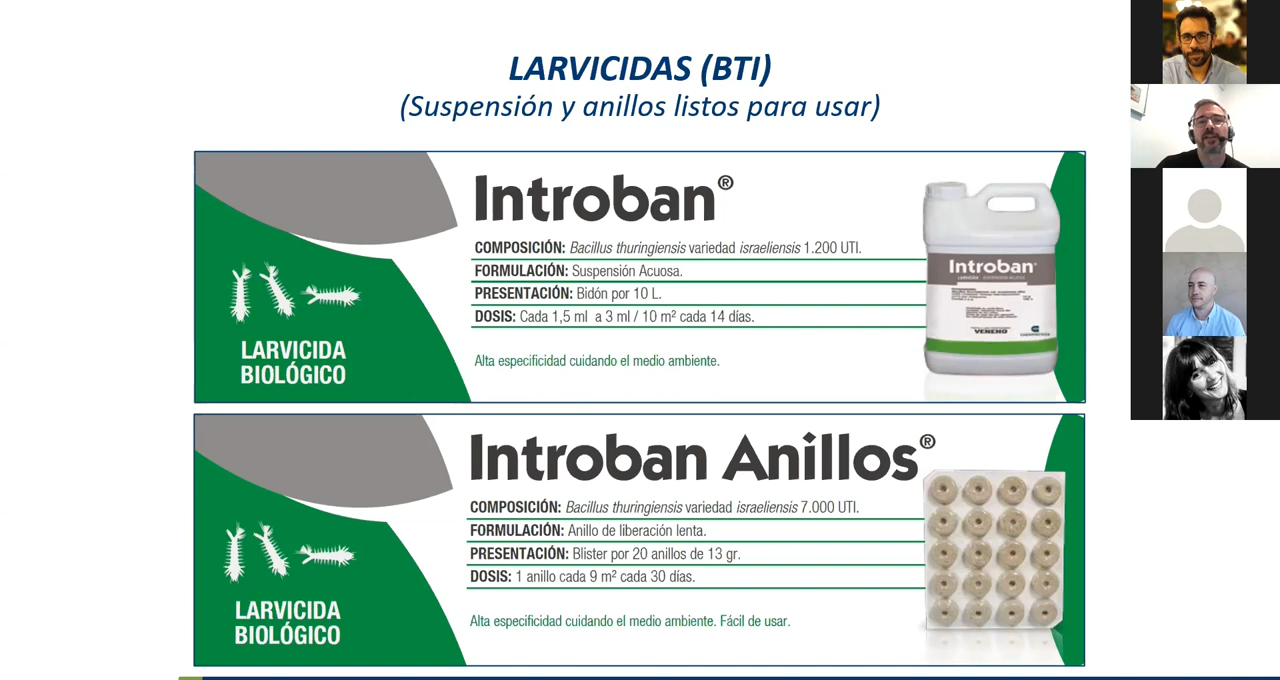 LARVICIDAS (BTI)
(Suspensión y anillos listos para usar)
Introban®
COMPOSICIÓN: Bacillus thuringiensis variedad israeliensis 1.200 UTI.
FORMULACIÓN: Suspensión Acuosa.
PRESENTACIÓN: Bidón por 10 L.
DOSIS: Cada 1,5 ml a 3 ml / 10 m² cada 14 días.
Alta especificidad cuidando el medio ambiente.
LARVICIDA
BIOLÓGICO
Introban®
VENENO
Introban Anillos®
COMPOSICIÓN: Bacillus thuringiensis variedad israeliensis 7.000 UTI.
FORMULACIÓN: Anillo de liberación lenta.
PRESENTACIÓN: Blister por 20 anillos de 13 gr.
DOSIS: 1 anillo cada 9 m² cada 30 días.
Alta especificidad cuidando el medio ambiente. Fácil de usar.
LARVICIDA
BIOLÓGICO